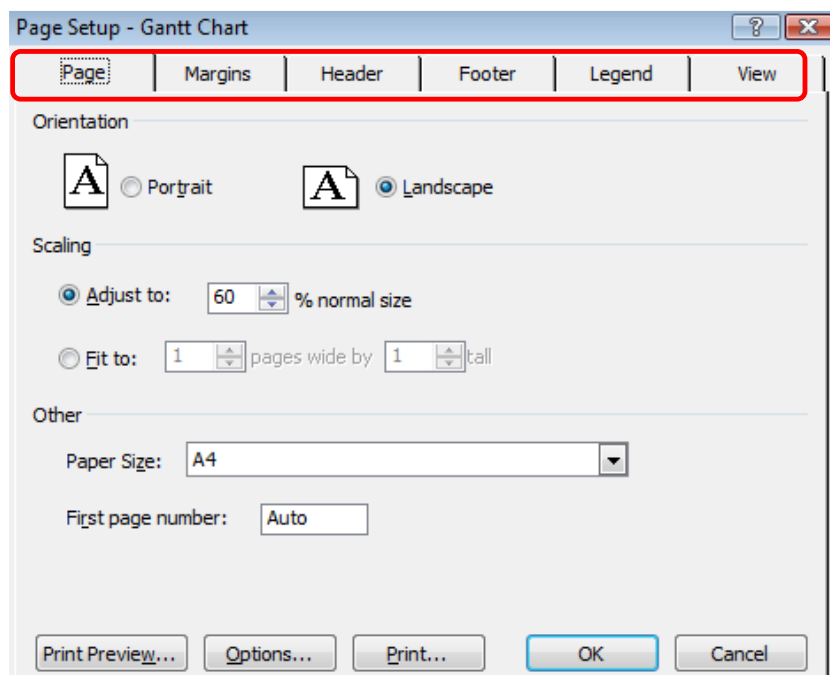 Page Setup - Gantt Chart
Page Margins Header Footer Legend View
Orientation
A Portrait A Landscape
Scaling
Adjust to: 60 % normal size
Fit to: 1 pages wide by 1 tall
Other
Paper Size: A4
First page number: Auto
Print Preview... Options... Print... OK Cancel